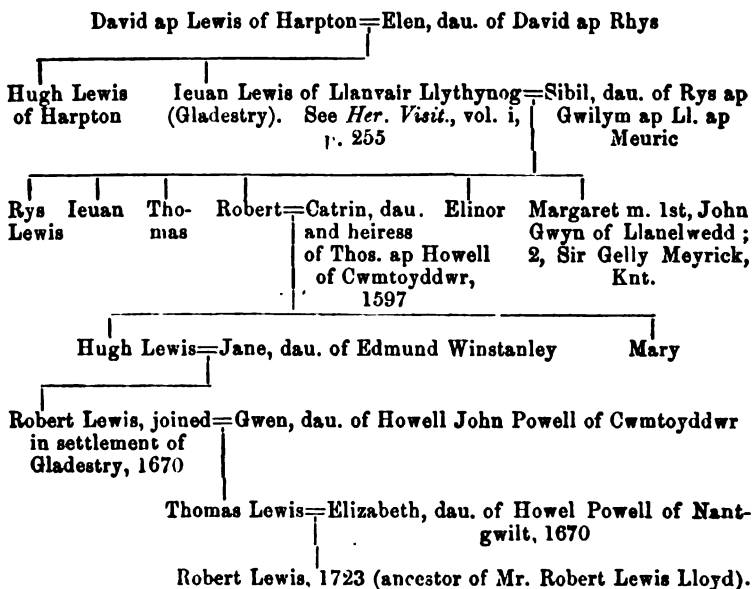 David ap Lewis of Harpton=Elen, dau. of David ap Rhys
Hugh Lewis of Harpton
Ieuan Lewis of Llanvair Llythynog=Sibil, dau. of Rys ap
(Gladestry). See Her. Visit., vol. i, Gwilym ap Ll. ap
p. 255 Meuric
Rys Ieuan Tho- Robert=Catrin, dau. Elinor Margaret m. 1st, John
Lewis mas and heiress Gwyn of Llanelwedd ;
of Thos. ap Howell 2, Sir Gelly Meyrick,
of Cwmtoyddwr, Knt.
1597
Hugh Lewis=Jane, dau. of Edmund Winstanley Mary
Robert Lewis, joined=Gwen, dau. of Howell John Powell of Cwmtoyddwr
in settlement of
Gladestry, 1670
Thomas Lewis=Elizabeth, dau. of Howel Powell of Nant-
gwilt, 1670
Robert Lewis, 1723 (ancestor of Mr. Robert Lewis Lloyd).